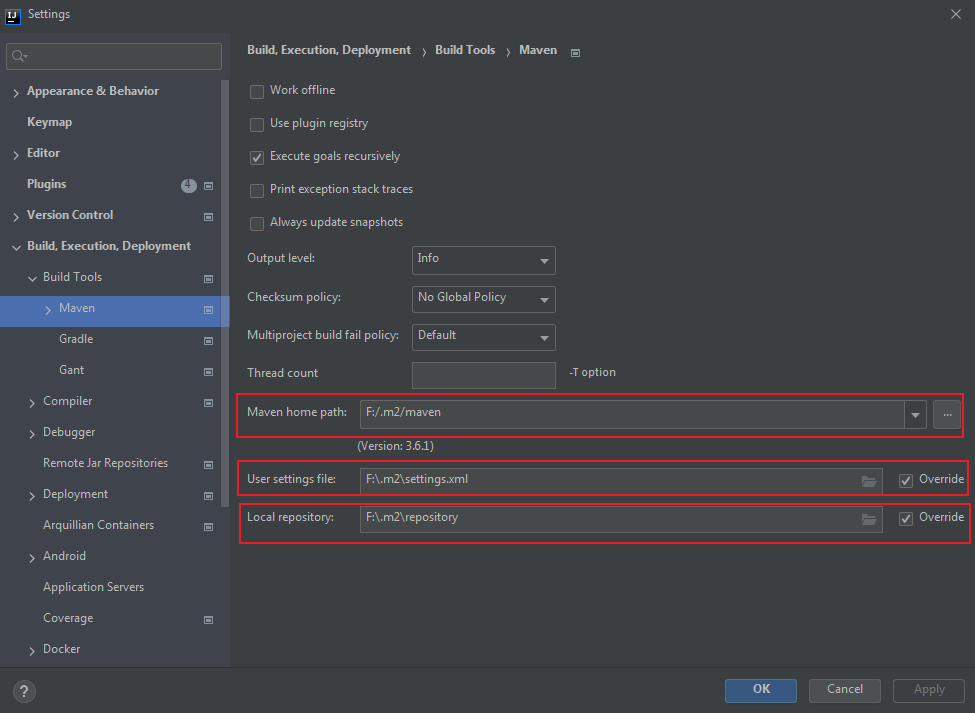 Settings
Appearance & Behavior
Keymap
Editor
Plugins 4
Version Control
Build, Execution, Deployment
Build Tools
Maven
Gradle
Gant
Compiler
Debugger
Remote Jar Repositories
Deployment
Arquillian Containers
Android
Application Servers
Coverage
Docker
Build, Execution, Deployment › Build Tools › Maven
Work offline
Use plugin registry
Execute goals recursively
Print exception stack traces
Always update snapshots
Output level: Info
Checksum policy: No Global Policy
Multiproject build fail policy: Default
Thread count -T option
Maven home path: F:/.m2/maven ...
(Version: 3.6.1)
User settings file: F:\.m2\settings.xml Override
Local repository: F:\.m2\repository Override
? OK Cancel Apply